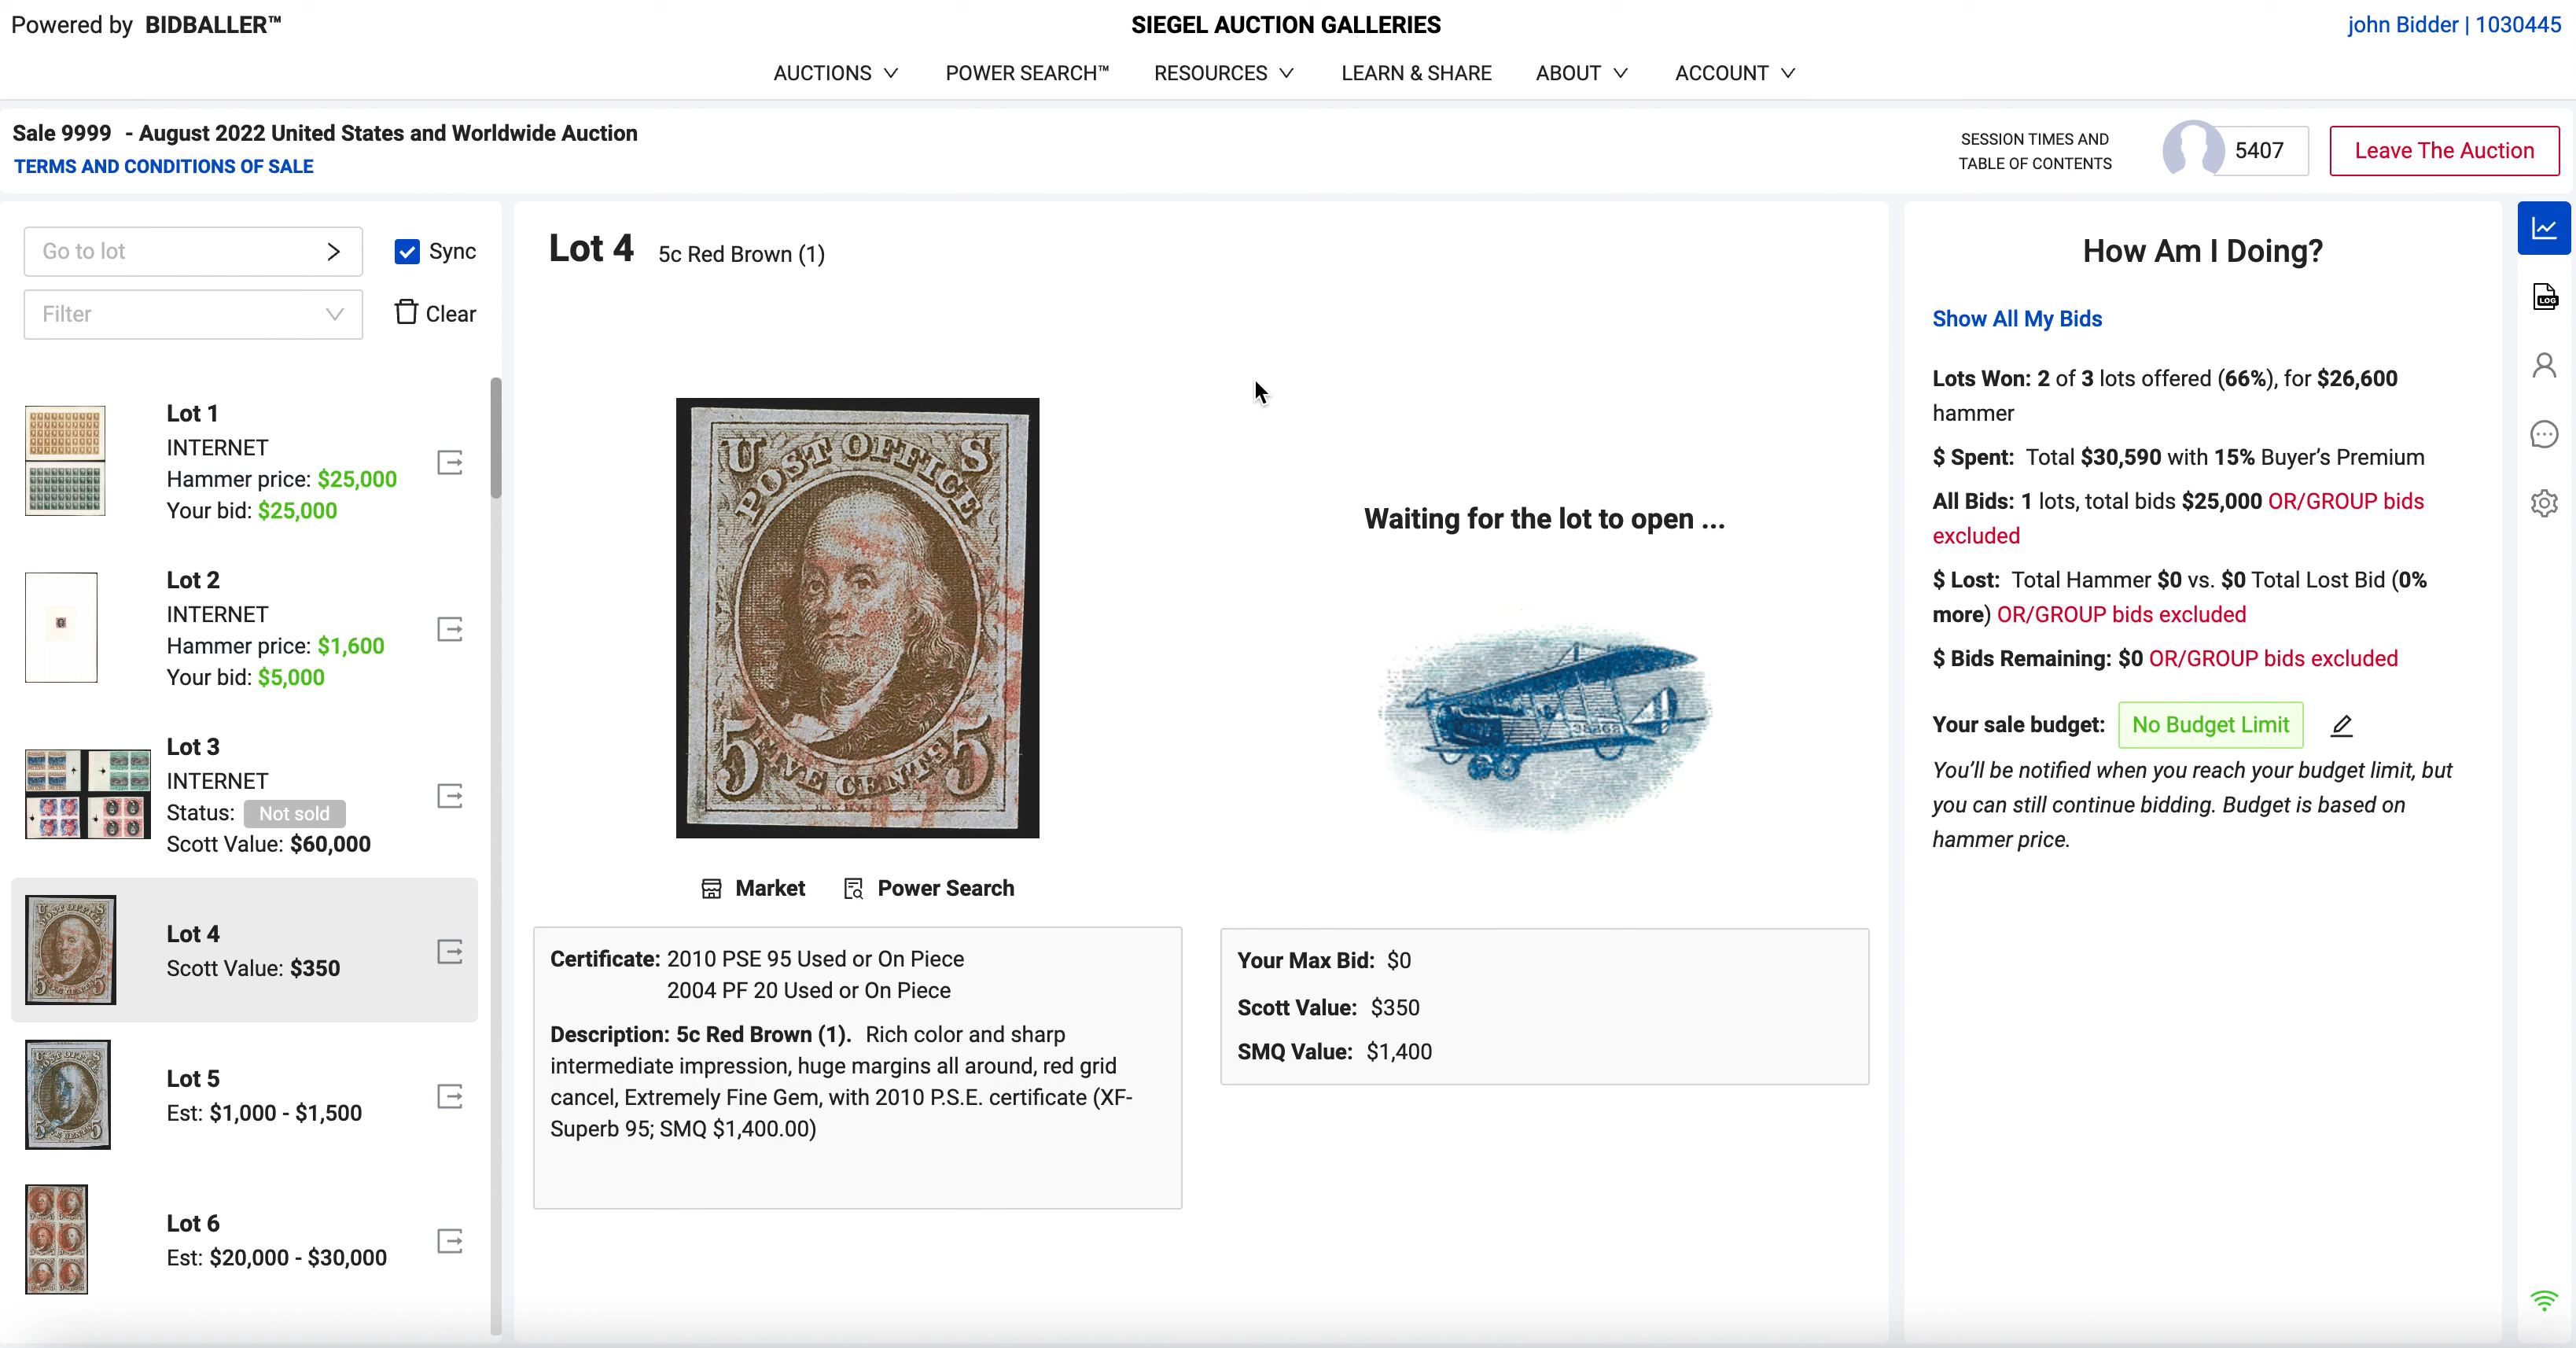 Powered by BIDBALLER™
SIEGEL AUCTION GALLERIES
john Bidder | 1030445
AUCTIONS
POWER SEARCH™
RESOURCES
LEARN & SHARE
ABOUT
ACCOUNT
Sale 9999 - August 2022 United States and Worldwide Auction
TERMS AND CONDITIONS OF SALE
SESSION TIMES AND
TABLE OF CONTENTS
5407
Leave The Auction
Go to lot
Sync
Filter
Clear
Lot 1
INTERNET
Hammer price: $25,000
Your bid: $25,000
Lot 2
INTERNET
Hammer price: $1,600
Your bid: $5,000
Lot 3
INTERNET
Status: Not sold
Scott Value: $60,000
Lot 4
Scott Value: $350
Lot 5
Est: $1,000 - $1,500
Lot 6
Est: $20,000 - $30,000
Lot 4 5c Red Brown (1)
U S
POST OFFICE
5 5
FIVE CENTS
Market
Power Search
Certificate: 2010 PSE 95 Used or On Piece
2004 PF 20 Used or On Piece
Description: 5c Red Brown (1). Rich color and sharp
intermediate impression, huge margins all around, red grid
cancel, Extremely Fine Gem, with 2010 P.S.E. certificate (XF-
Superb 95; SMQ $1,400.00)
Waiting for the lot to open ...
38262
Your Max Bid: $0
Scott Value: $350
SMQ Value: $1,400
How Am I Doing?
Show All My Bids
Lots Won: 2 of 3 lots offered (66%), for $26,600
hammer
$ Spent: Total $30,590 with 15% Buyer’s Premium
All Bids: 1 lots, total bids $25,000 OR/GROUP bids
excluded
$ Lost: Total Hammer $0 vs. $0 Total Lost Bid (0%
more) OR/GROUP bids excluded
$ Bids Remaining: $0 OR/GROUP bids excluded
Your sale budget: No Budget Limit
You’ll be notified when you reach your budget limit, but
you can still continue bidding. Budget is based on
hammer price.
LOG